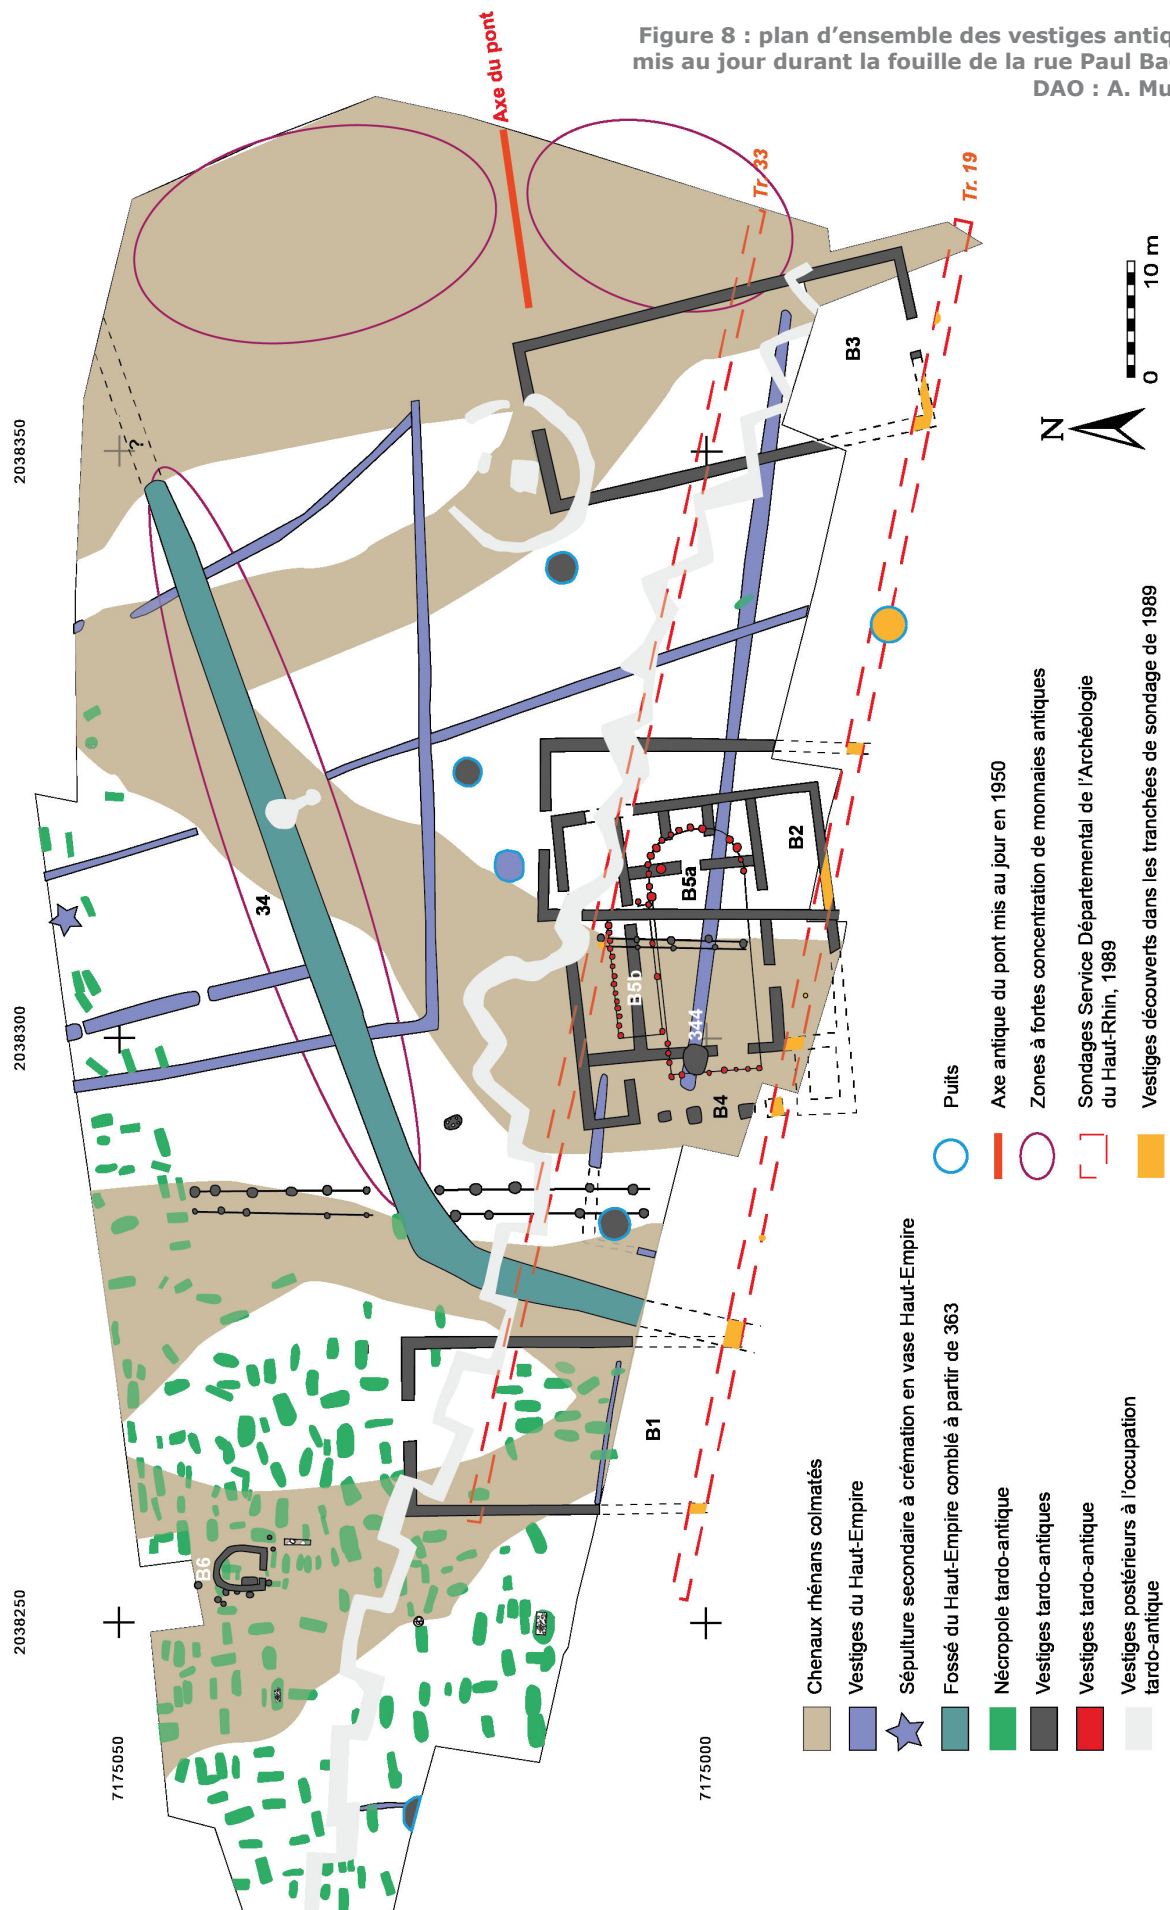 Figure 8 : plan d'ensemble des vestiges
mis au jour durant la fouille de la rue Paul
DAO : A.
Axe du pont
Tr. 33
Tr. 19
2038350
2038300
2038250
7175050
7175000
?
34
B3
B2
B5a
B5b
344
B4
B1
B6
N
0
10 m
Chenaux rhénans colmatés
Vestiges du Haut-Empire
Sépulture secondaire à crémation en vase Haut-Empire
Fossé du Haut-Empire comblé à partir de 363
Nécropole tardo-antique
Vestiges tardo-antiques
Vestiges tardo-antique
Vestiges postérieurs à l'occupation
tardo-antique
Puits
Axe antique du pont mis au jour en 1950
Zones à fortes concentration de monnaies antiques
Sondages Service Départemental de l'Archéologie
du Haut-Rhin, 1989
Vestiges découverts dans les tranchées de sondage de 1989